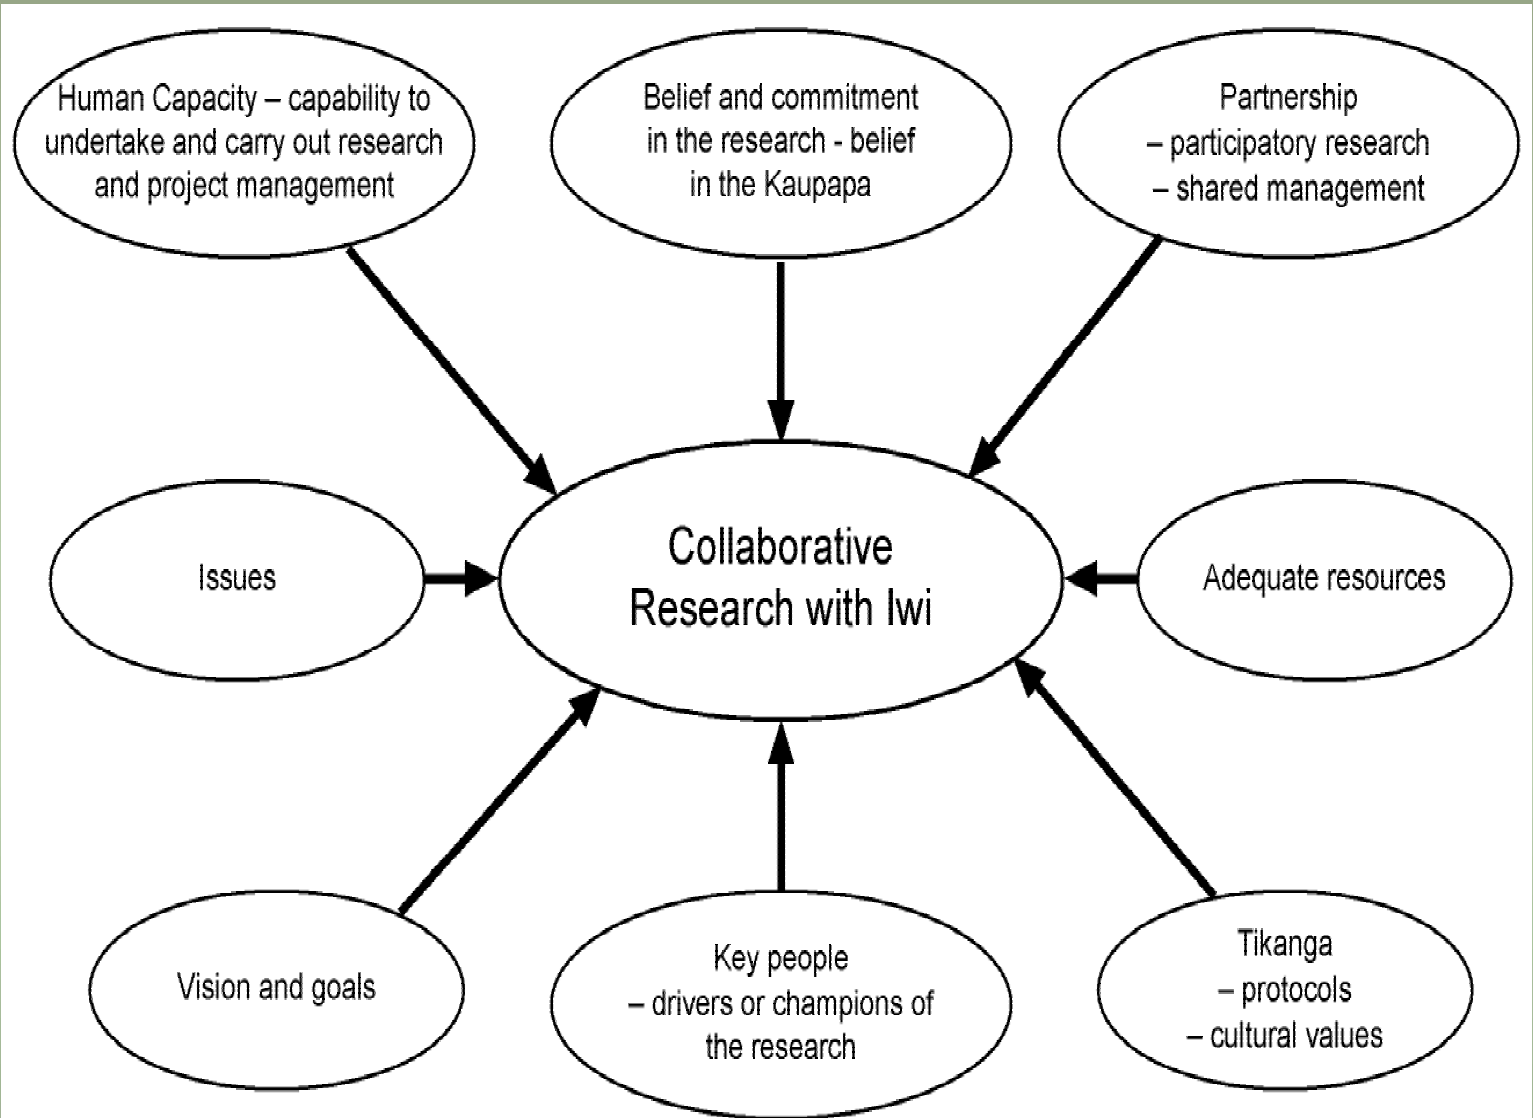 Human Capacity – capability to
undertake and carry out research
and project management
Belief and commitment
in the research - belief
in the Kaupapa
Partnership
– participatory research
– shared management
Issues
Collaborative
Research with Iwi
Adequate resources
Vision and goals
Key people
– drivers or champions of
the research
Tikanga
– protocols
– cultural values